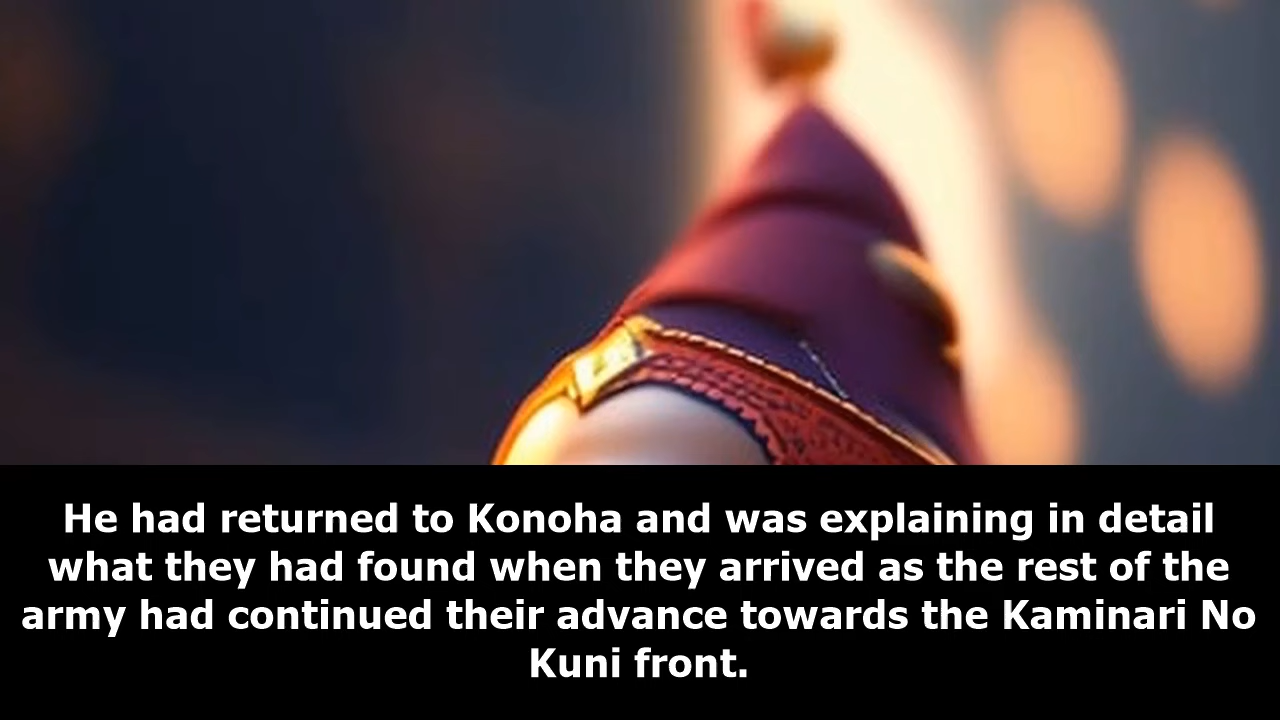 He had returned to Konoha and was explaining in detail
what they had found when they arrived as the rest of the
army had continued their advance towards the Kaminari No
Kuni front.